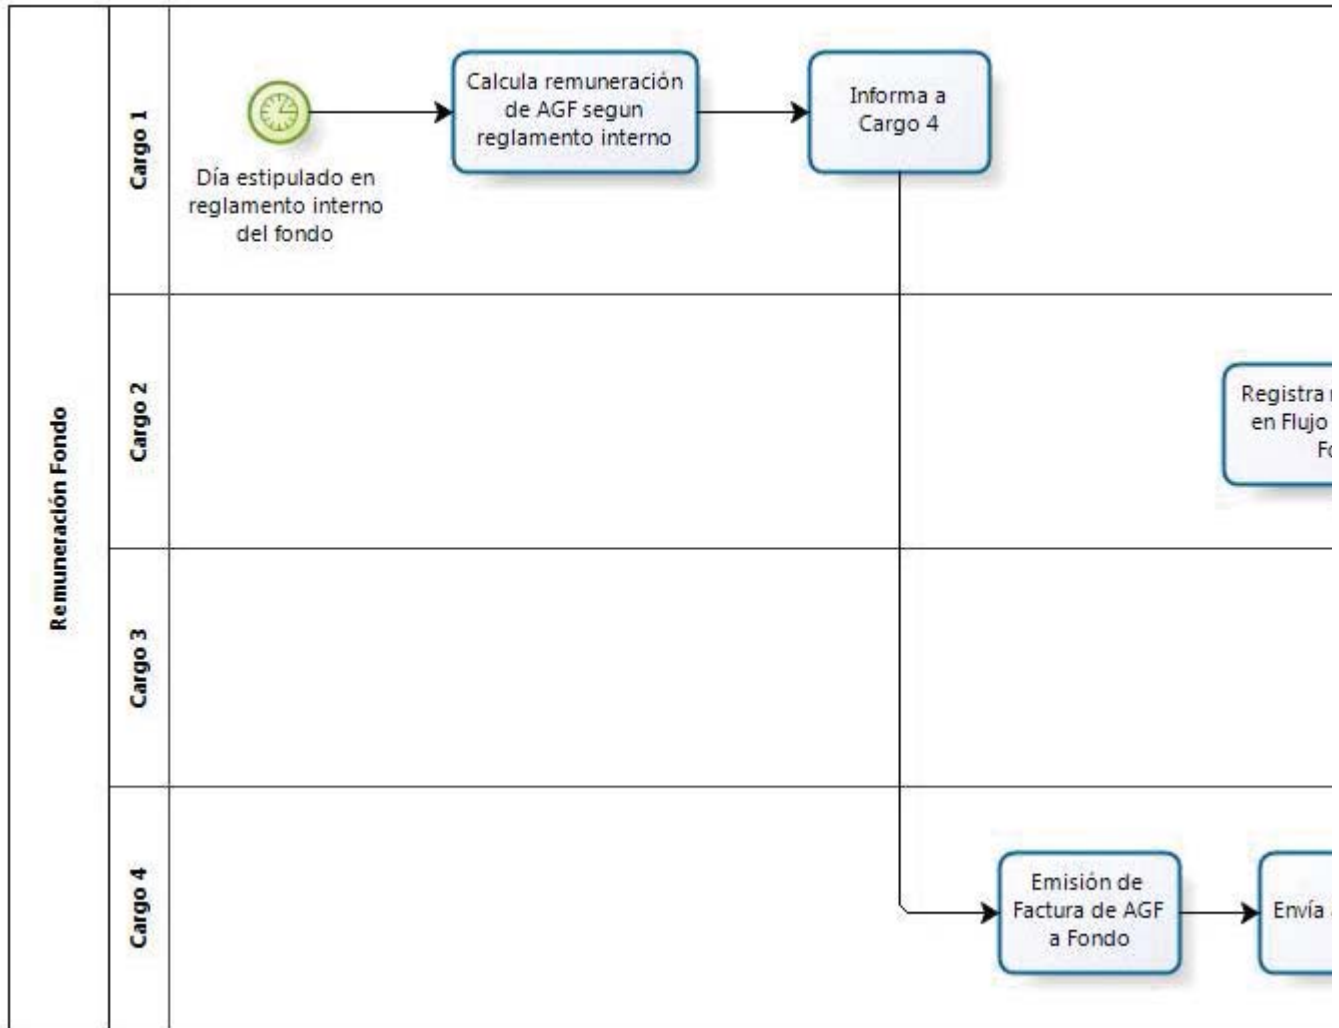 Remuneración Fondo
Cargo 1
Día estipulado en
reglamento interno
del fondo
Calcula remuneración
de AGF segun
reglamento interno
Informa a
Cargo 4
Cargo 2
Registra
en Flujo
Cargo 3
Cargo 4
Emisión de
Factura de AGF
a Fondo
Envía